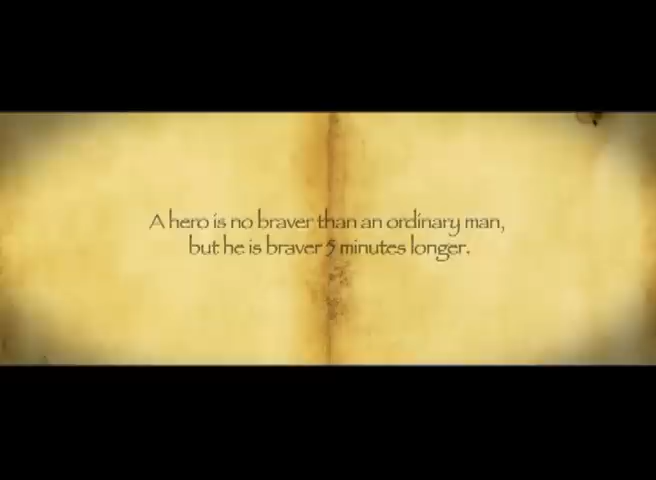 A hero is no braver than an ordinary man,
but he is braver 5 minutes longer.